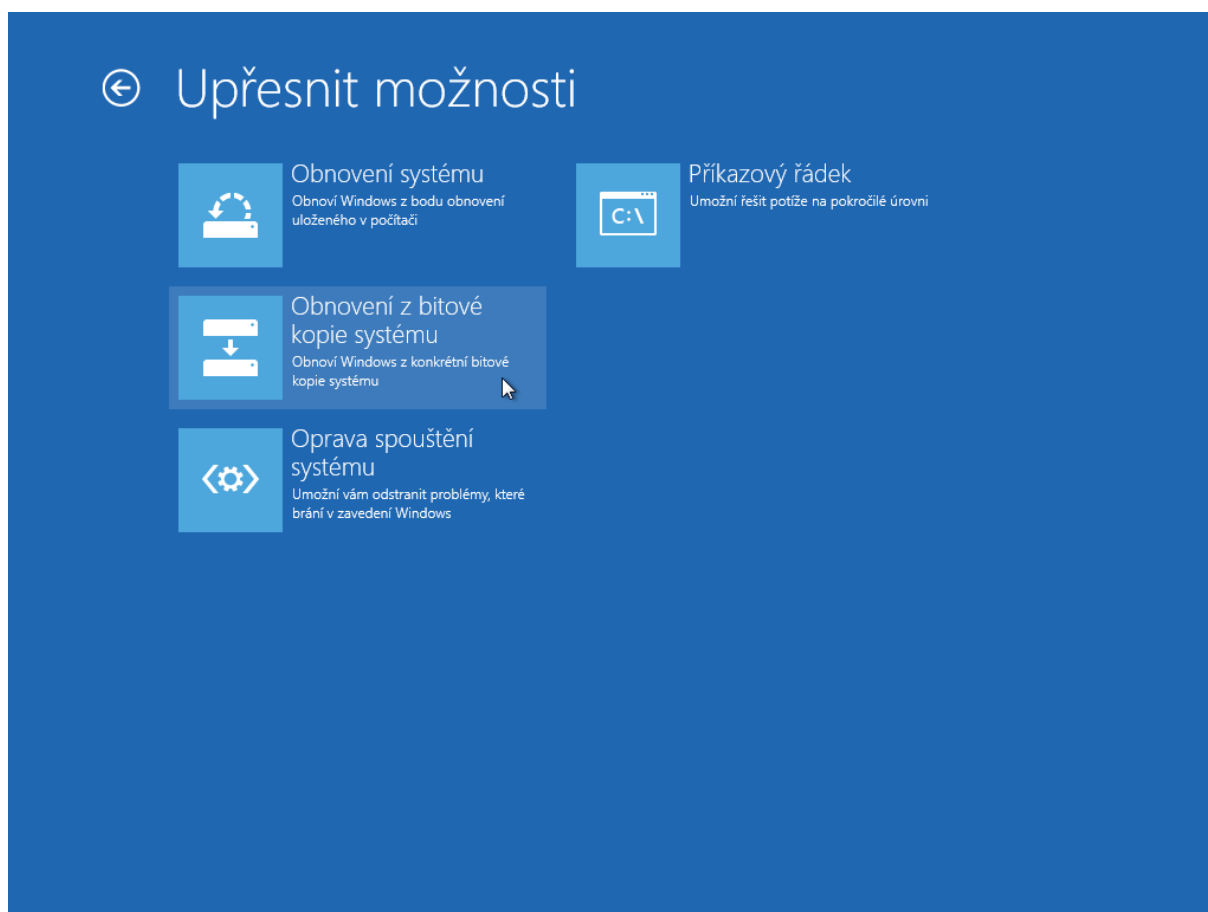 Upřesnit možnosti
Obnovení systému
Obnoví Windows z bodu obnovení
uloženého v počítači
Příkazový řádek
Umožní řešit potíže na pokročilé úrovni
C:\
Obnovení z bitové
kopie systému
Obnoví Windows z konkrétní bitové
kopie systému
Oprava spouštění
systému
Umožní vám odstranit problémy, které
brání v zavedení Windows